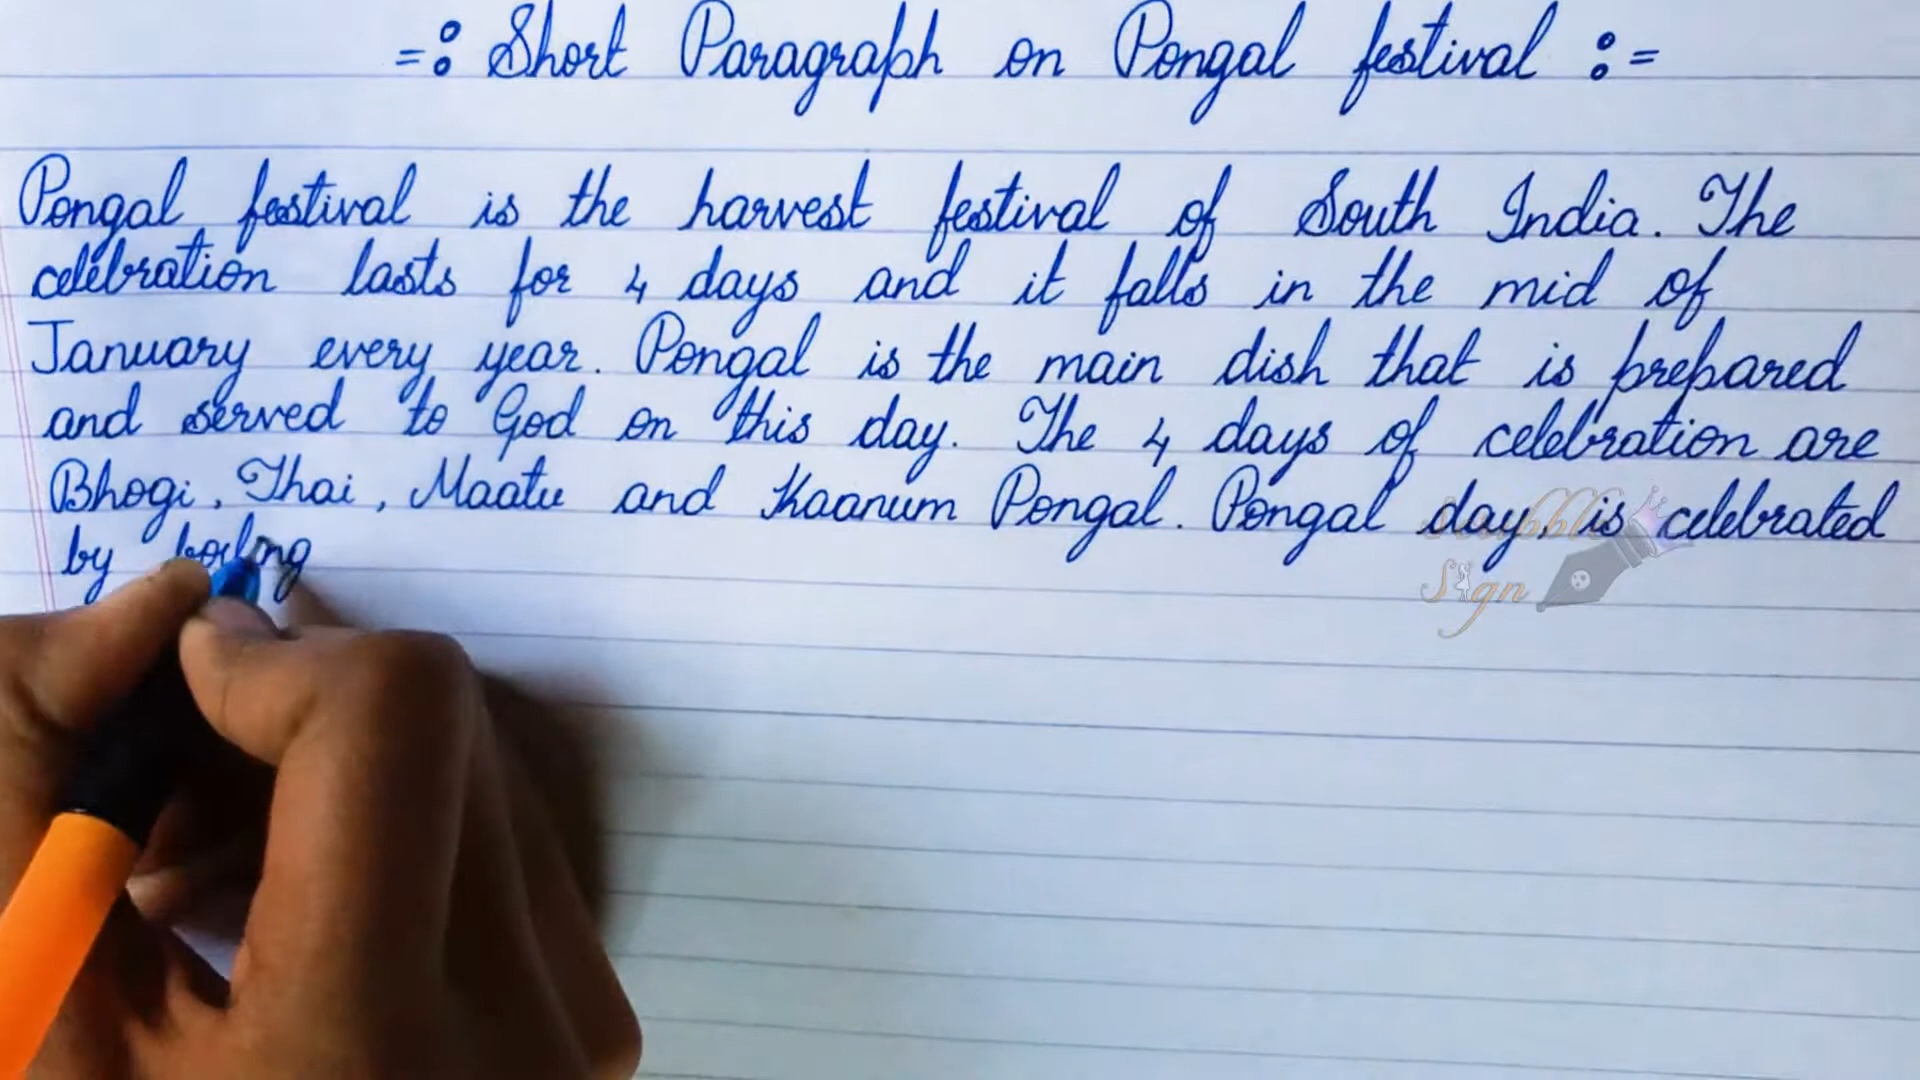 =: Short Paragraph on Pongal festival :=
Pongal festival is the harvest festival of South India. The
celebration lasts for 4 days and it falls in the mid of
January every year. Pongal is the main dish that is prepared
and served to God on this day. The 4 days of celebration are
Bhogi, Thai, Maatu and Kaanum Pongal. Pongal day is celebrated
by boiling
Sign